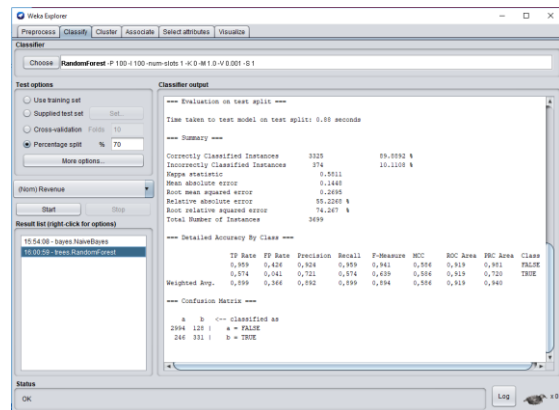 Weka Explorer
Preprocess Classify Cluster Associate Select attributes Visualize
Classifier
Choose RandomForest -P 100 -I 100 -num-slots 1 -K 0 -M 1.0 -V 0.001 -S 1
Test options
Use training set
Supplied test set Set...
Cross-validation Folds 10
Percentage split % 70
More options...
(Nom) Revenue
Start Stop
Result list (right-click for options)
15:54:08 - bayes.NaiveBayes
16:00:59 - trees.RandomForest
Classifier output
=== Evaluation on test split ===
Time taken to test model on test split: 0.88 seconds
=== Summary ===
Correctly Classified Instances 3325 89.8892 %
Incorrectly Classified Instances 374 10.1108 %
Kappa statistic 0.5811
Mean absolute error 0.1448
Root mean squared error 0.2695
Relative absolute error 55.2268 %
Root relative squared error 74.267 %
Total Number of Instances 3699
=== Detailed Accuracy By Class ===
TP Rate FP Rate Precision Recall F-Measure MCC ROC Area PRC Area Class
0,959 0,426 0,924 0,959 0,941 0,586 0,919 0,981 FALSE
0,574 0,041 0,721 0,574 0,639 0,586 0,919 0,720 TRUE
Weighted Avg. 0,899 0,366 0,892 0,899 0,894 0,586 0,919 0,940
=== Confusion Matrix ===
a b <-- classified as
2994 128 | a = FALSE
246 331 | b = TRUE
Status
OK
Log
x 0